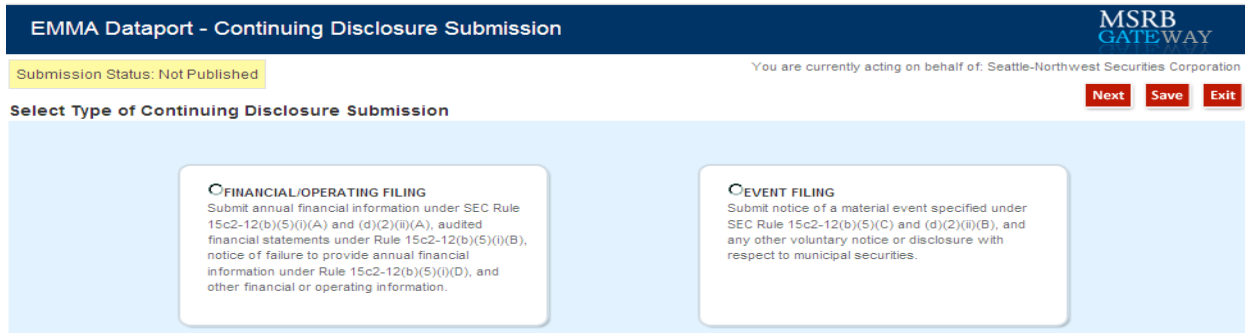 EMMA Dataport - Continuing Disclosure Submission
MSRB
GATEWAY
Submission Status: Not Published
You are currently acting on behalf of: Seattle-Northwest Securities Corporation
Next Save Exit
Select Type of Continuing Disclosure Submission
FINANCIAL/OPERATING FILING
Submit annual financial information under SEC Rule
15c2-12(b)(5)(i)(A) and (d)(2)(ii)(A), audited
financial statements under Rule 15c2-12(b)(5)(i)(B),
notice of failure to provide annual financial
information under Rule 15c2-12(b)(5)(i)(D), and
other financial or operating information.
EVENT FILING
Submit notice of a material event specified under
SEC Rule 15c2-12(b)(5)(C) and (d)(2)(ii)(B), and
any other voluntary notice or disclosure with
respect to municipal securities.